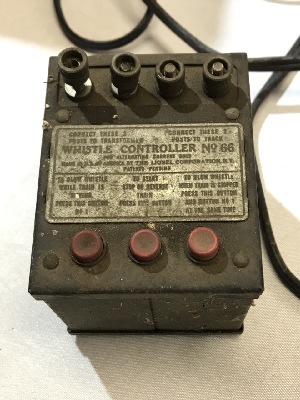 CONNECT THESE 2 CONNECT THESE 2
POSTS TO TRANSFORMER POSTS TO TRACK
WHISTLE CONTROLLER No 66
FOR ALTERNATING CURRENT ONLY
MADE IN U.S. OF AMERICA BY THE LIONEL CORPORATION, N.Y.
PATENTS PENDING
TO BLOW WHISTLE TO START TO BLOW WHISTLE
WHILE TRAIN IS STOP OR REVERSE WHEN TRAIN IS STOPPED
TRAIN PRESS THIS BUTTON
PRESS THIS BUTTON PRESS THIS BUTTON AND BUTTON NO 1
NO 1 AT THE SAME TIME